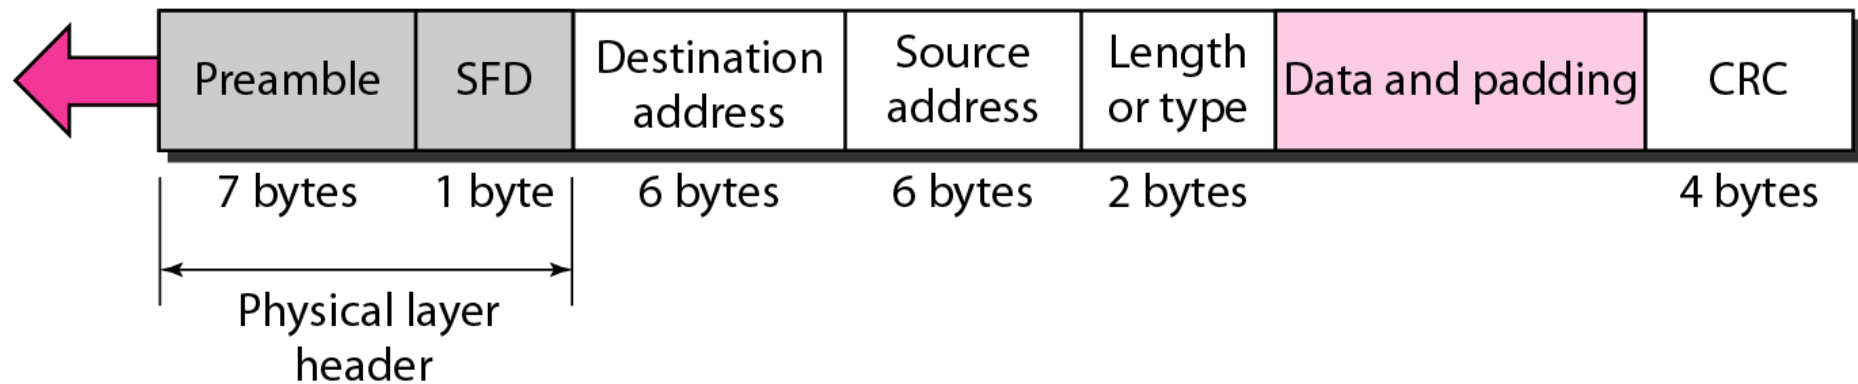 Preamble
SFD
Destination
address
Source
address
Length
or type
Data and padding
CRC
7 bytes
1 byte
6 bytes
6 bytes
2 bytes
4 bytes
Physical layer
header